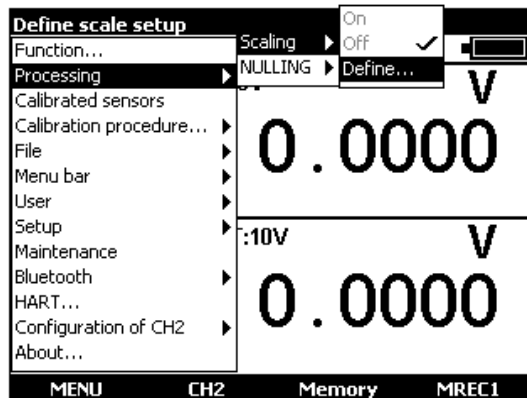 Define scale setup
Function...
Processing
Calibrated sensors
Calibration procedure...
File
Menu bar
User
Setup
Maintenance
Bluetooth
HART...
Configuration of CH2
About...
Scaling
NULLING
On
Off
Define...
V
0.0000
:10V
V
0.0000
MENU CH2 Memory MREC1